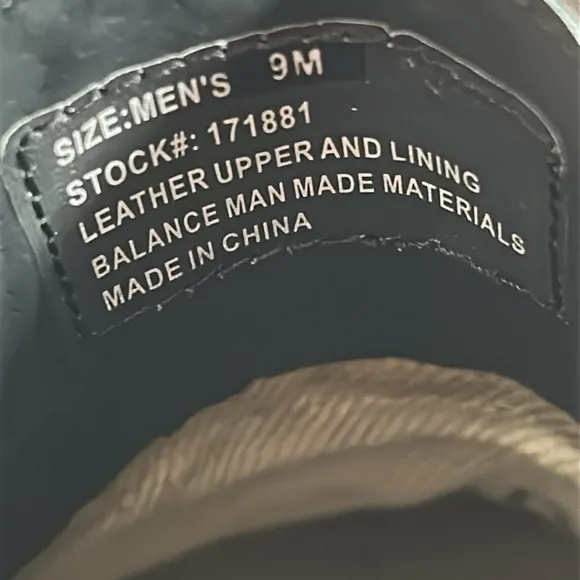 SIZE:MEN'S 9M
STOCK#: 171881
LEATHER UPPER AND LINING
BALANCE MAN MADE MATERIALS
MADE IN CHINA